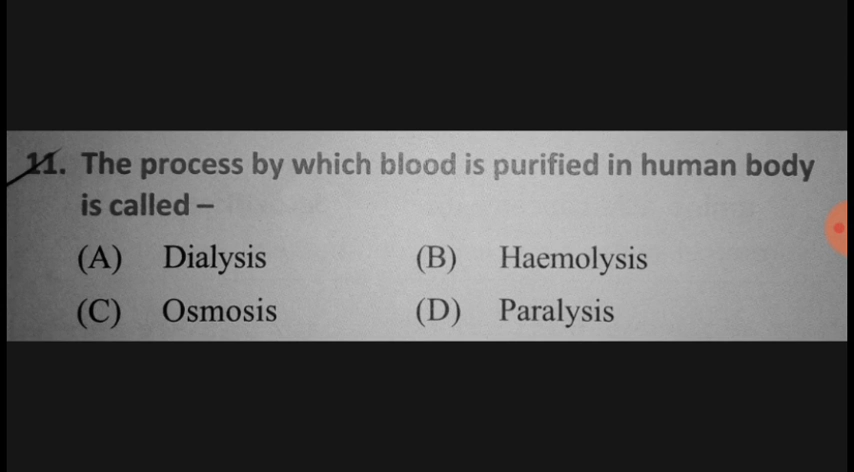 11. The process by which blood is purified in human body
is called –
(A) Dialysis (B) Haemolysis
(C) Osmosis (D) Paralysis